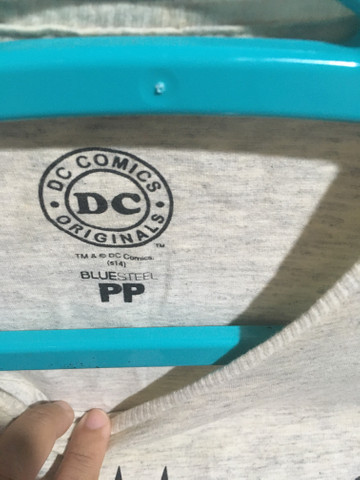 DC COMICS
DC
ORIGINALS
TM
TM & © DC Comics.
(s14)
BLUESTEEL
PP